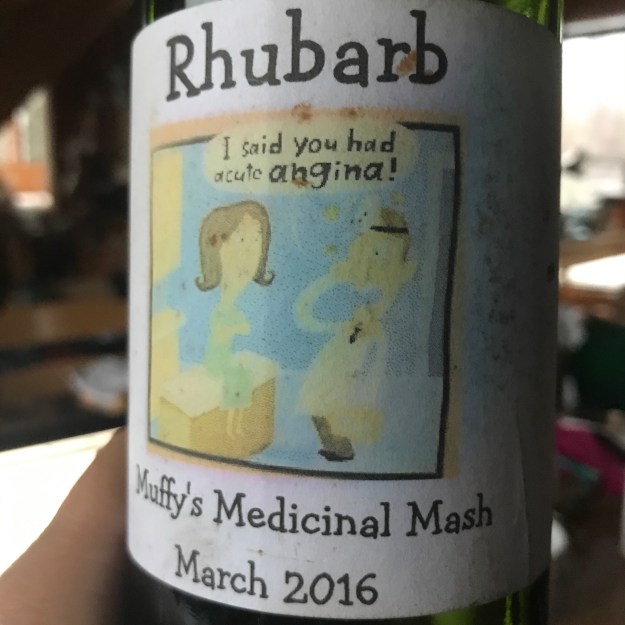 Rhubarb
I said you had
acute angina!
Muffy's Medicinal Mash
March 2016